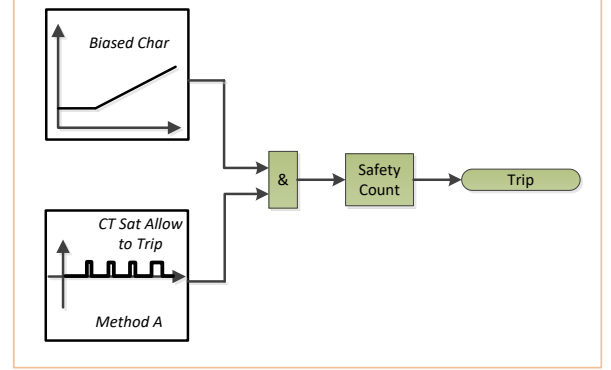 Biased Char
CT Sat Allow
to Trip
Method A
&
Safety
Count
Trip